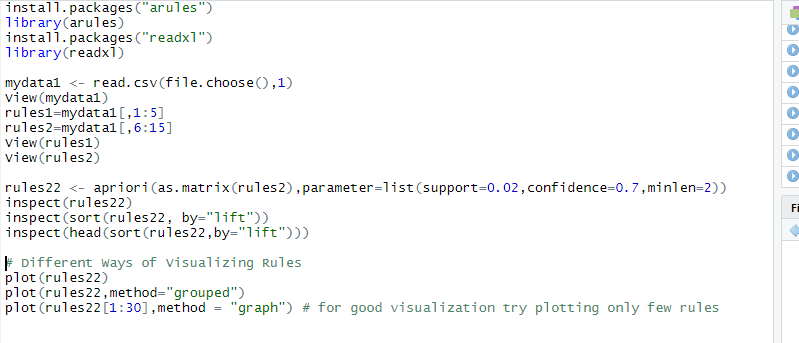 install.packages("arules")
library(arules)
install.packages("readxl")
library(readxl)
mydata1 <- read.csv(file.choose(),1)
View(mydata1)
rules1=mydata1[,1:5]
rules2=mydata1[,6:15]
View(rules1)
View(rules2)
rules22 <- apriori(as.matrix(rules2),parameter=list(support=0.02,confidence=0.7,minlen=2))
inspect(rules22)
inspect(sort(rules22, by="lift"))
inspect(head(sort(rules22,by="lift")))
# Different Ways of Visualizing Rules
plot(rules22)
plot(rules22,method="grouped")
plot(rules22[1:30],method = "graph") # for good visualization try plotting only few rules
Fi